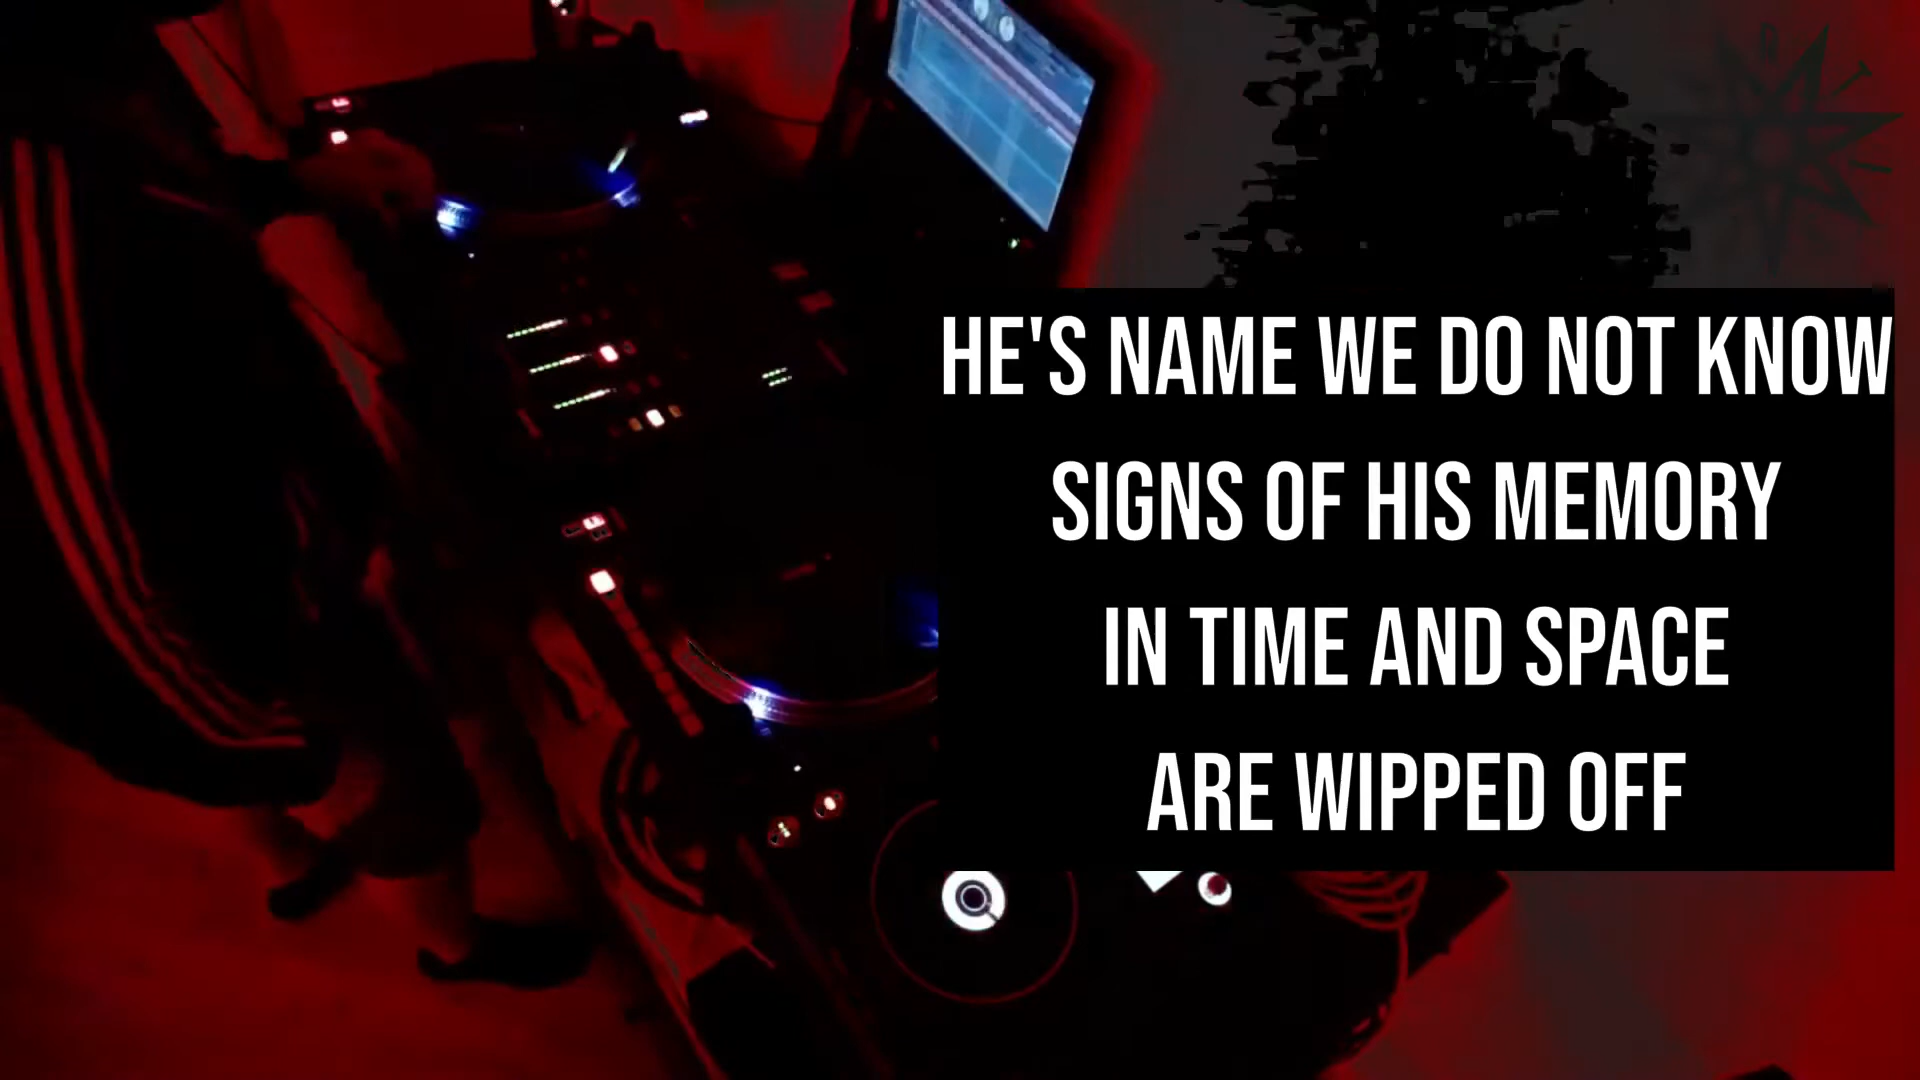 HE'S NAME WE DO NOT KNOW
SIGNS OF HIS MEMORY
IN TIME AND SPACE
ARE WIPPED OFF